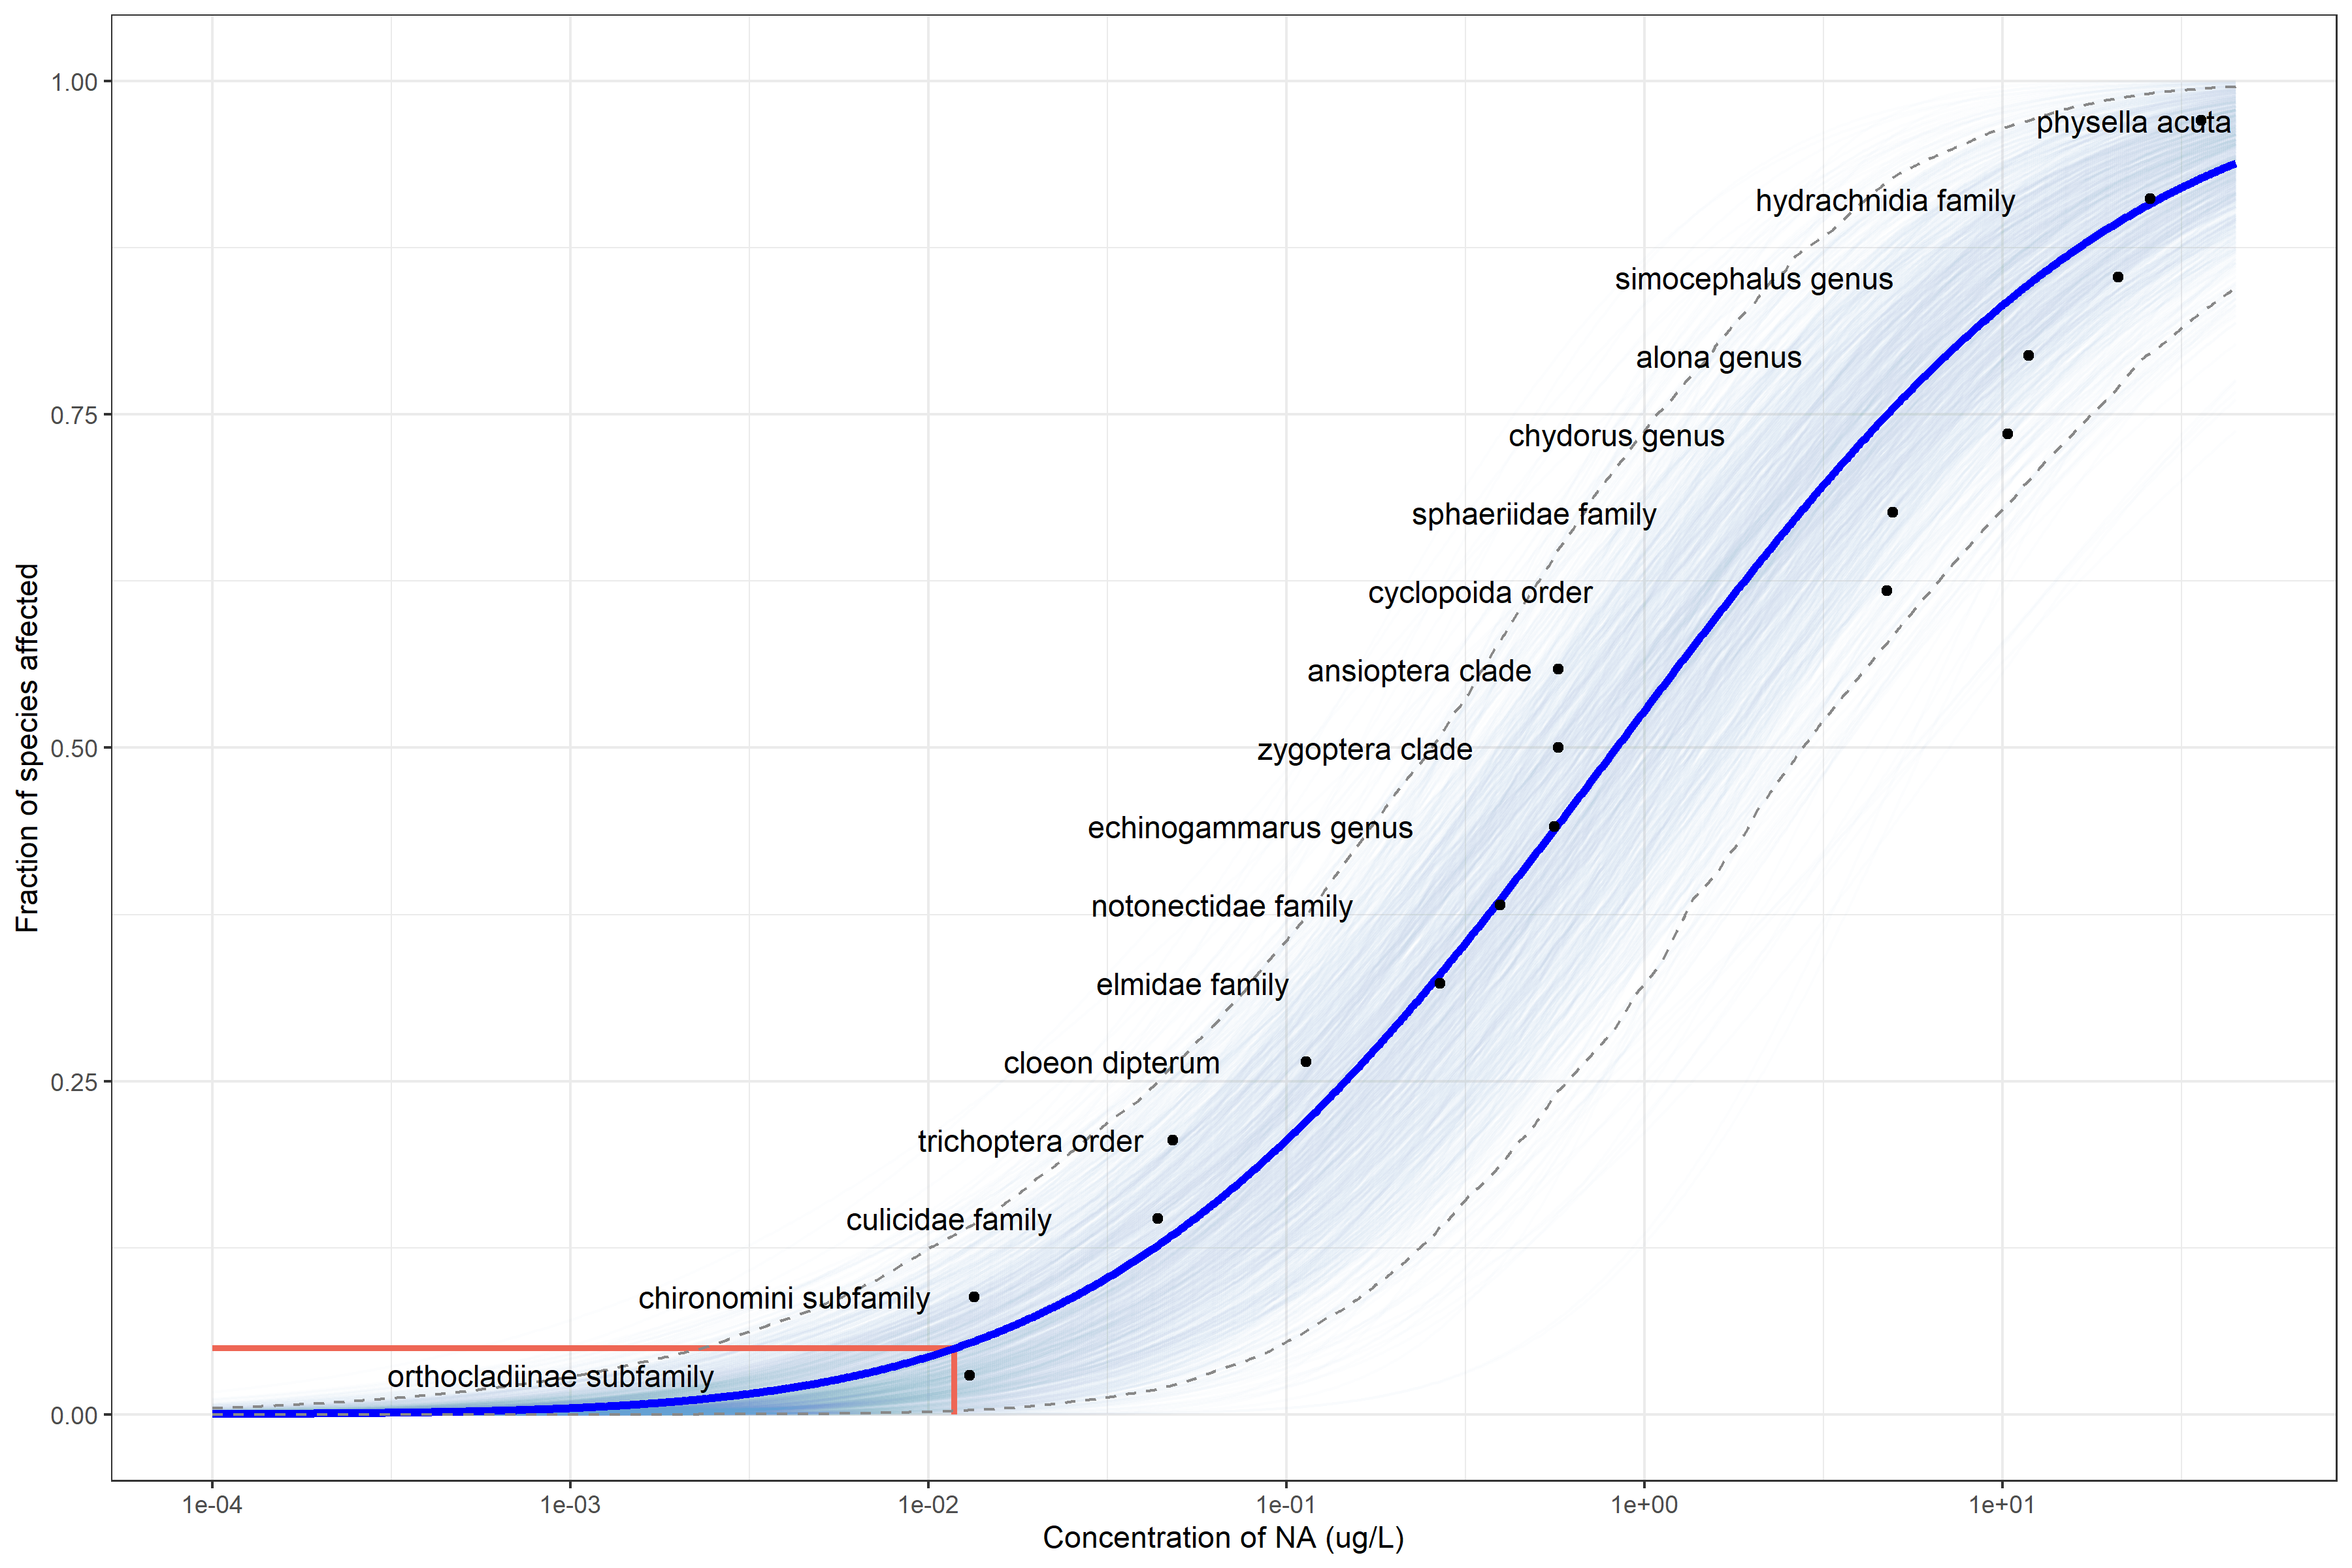 1.00
physella acuta
hydrachnidia family
simocephalus genus
alona genus
0.75
chydorus genus
sphaeriidae family
cyclopoida order
ansioptera clade
0.50
zygoptera clade
echinogammarus genus
notonectidae family
elmidae family
0.25
cloeon dipterum
trichoptera order
culicidae family
chironomini subfamily
orthocladiinae subfamily
0.00
Fraction of species affected
1e-04 1e-03 1e-02 1e-01 1e+00 1e+01
Concentration of NA (ug/L)